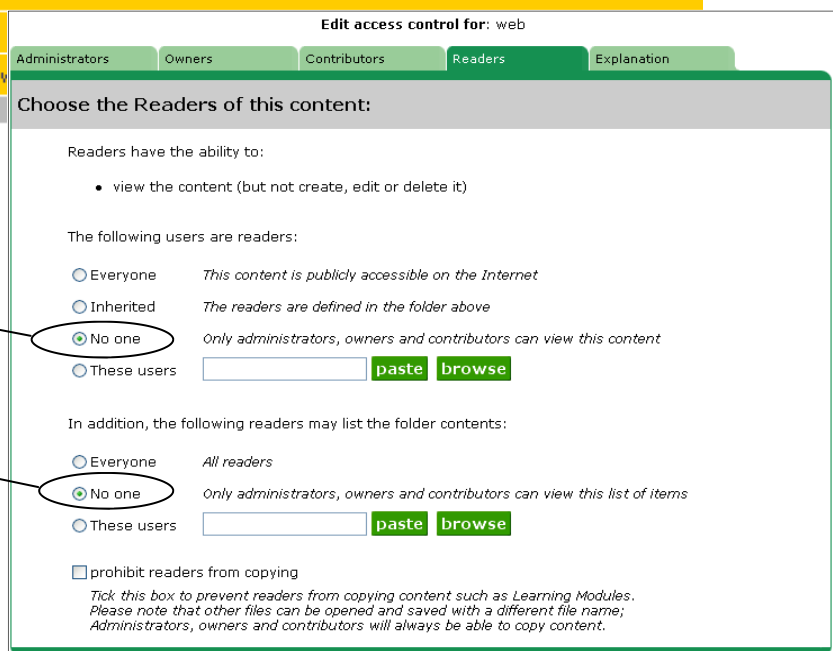 Edit access control for: web
Administrators Owners Contributors Readers Explanation
Choose the Readers of this content:
Readers have the ability to:
• view the content (but not create, edit or delete it)
The following users are readers:
Everyone This content is publicly accessible on the Internet
Inherited The readers are defined in the folder above
No one Only administrators, owners and contributors can view this content
These users paste browse
In addition, the following readers may list the folder contents:
Everyone All readers
No one Only administrators, owners and contributors can view this list of items
These users paste browse
prohibit readers from copying
Tick this box to prevent readers from copying content such as Learning Modules.
Please note that other files can be opened and saved with a different file name;
Administrators, owners and contributors will always be able to copy content.